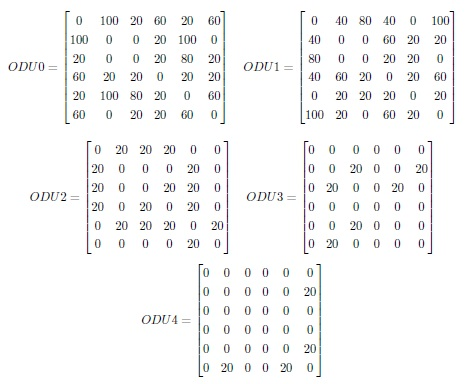 ODU0 =
0 100 20 60 20 60
100 0 0 20 100 0
20 0 0 20 80 20
60 20 20 0 20 20
20 100 80 20 0 60
60 0 20 20 60 0
ODU1 =
0 40 80 40 0 100
40 0 0 60 20 20
80 0 0 20 20 0
40 60 20 0 20 60
0 20 20 20 0 20
100 20 0 60 20 0
ODU2 =
0 20 20 20 0 0
20 0 0 0 20 0
20 0 0 20 20 0
20 0 20 0 20 0
0 20 20 20 0 20
0 0 0 0 20 0
ODU3 =
0 0 0 0 0 0
0 0 20 0 0 20
0 20 0 0 20 0
0 0 0 0 0 0
0 0 20 0 0 0
0 20 0 0 0 0
ODU4 =
0 0 0 0 0 0
0 0 0 0 0 20
0 0 0 0 0 0
0 0 0 0 0 0
0 0 0 0 0 20
0 20 0 0 20 0